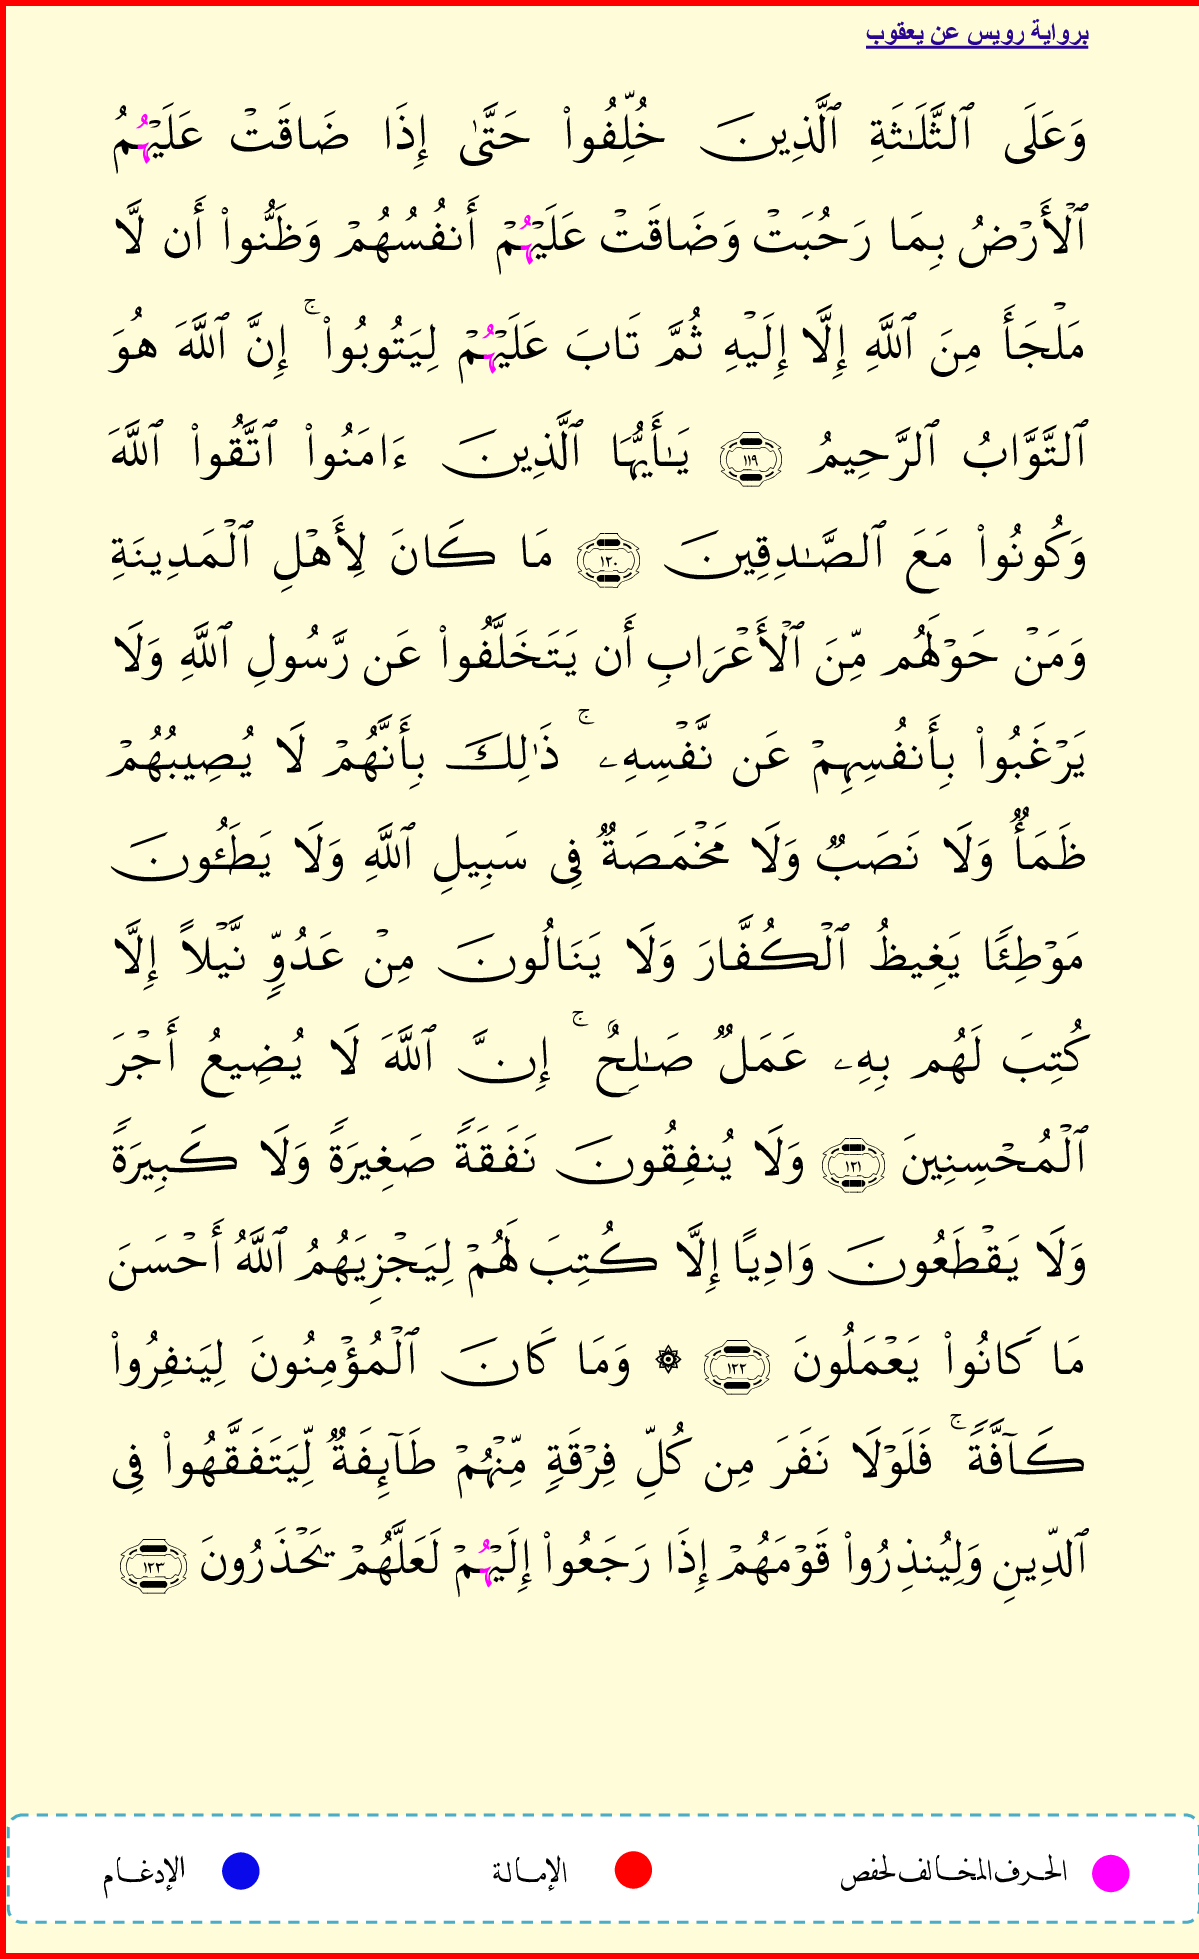 برواية رويس عن يعقوب
وَعَلَى ٱلثَّلَٰثَةِ ٱلَّذِينَ خُلِّفُوا۟ حَتَّىٰ إِذَا ضَاقَتْ عَلَيْهُمُ
ٱلْأَرْضُ بِمَا رَحُبَتْ وَضَاقَتْ عَلَيْهُمْ أَنفُسُهُمْ وَظَنُّوا۟ أَن لَّا
مَلْجَأَ مِنَ ٱللَّهِ إِلَّا إِلَيْهِ ثُمَّ تَابَ عَلَيْهُمْ لِيَتُوبُوا۟ ۚ إِنَّ ٱللَّهَ هُوَ
ٱلتَّوَّابُ ٱلرَّحِيمُ ١١٩ يَٰأَيُّهَا ٱلَّذِينَ ءَامَنُوا۟ ٱتَّقُوا۟ ٱللَّهَ
وَكُونُوا۟ مَعَ ٱلصَّٰدِقِينَ ١٢٠ مَا كَانَ لِأَهْلِ ٱلْمَدِينَةِ
وَمَنْ حَوْلَهُم مِّنَ ٱلْأَعْرَابِ أَن يَتَخَلَّفُوا۟ عَن رَّسُولِ ٱللَّهِ وَلَا
يَرْغَبُوا۟ بِأَنفُسِهِمْ عَن نَّفْسِهِۦ ۚ ذَٰلِكَ بِأَنَّهُمْ لَا يُصِيبُهُمْ
ظَمَأٌ وَلَا نَصَبٌ وَلَا مَخْمَصَةٌ فِى سَبِيلِ ٱللَّهِ وَلَا يَطَـُٔونَ
مَوْطِئًا يَغِيظُ ٱلْكُفَّارَ وَلَا يَنَالُونَ مِنْ عَدُوٍّ نَّيْلًا إِلَّا
كُتِبَ لَهُم بِهِۦ عَمَلٌ صَٰلِحٌ ۚ إِنَّ ٱللَّهَ لَا يُضِيعُ أَجْرَ
ٱلْمُحْسِنِينَ ١٢١ وَلَا يُنفِقُونَ نَفَقَةً صَغِيرَةً وَلَا كَبِيرَةً
وَلَا يَقْطَعُونَ وَادِيًا إِلَّا كُتِبَ لَهُمْ لِيَجْزِيَهُمُ ٱللَّهُ أَحْسَنَ
مَا كَانُوا۟ يَعْمَلُونَ ١٢٢ ۞ وَمَا كَانَ ٱلْمُؤْمِنُونَ لِيَنفِرُوا۟
كَآفَّةً ۚ فَلَوْلَا نَفَرَ مِن كُلِّ فِرْقَةٍ مِّنْهُمْ طَآئِفَةٌ لِّيَتَفَقَّهُوا۟ فِى
ٱلدِّينِ وَلِيُنذِرُوا۟ قَوْمَهُمْ إِذَا رَجَعُوا۟ إِلَيْهُمْ لَعَلَّهُمْ يَحْذَرُونَ ١٢٣
الحرف المخالف لحفص الإمالة الإدغام